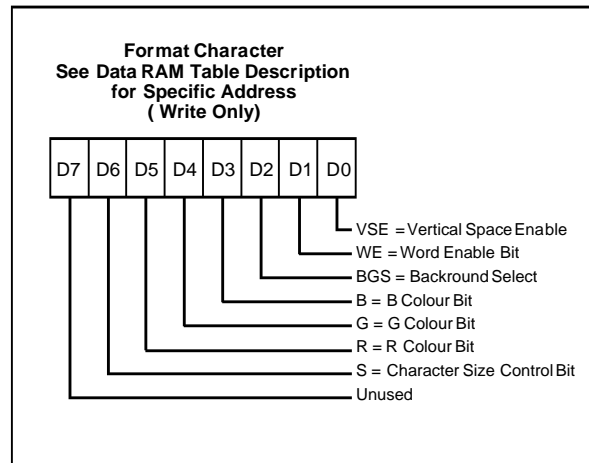 Format Character
See Data RAM Table Description
for Specific Address
( Write Only)
D7 D6 D5 D4 D3 D2 D1 D0
VSE = Vertical Space Enable
WE = Word Enable Bit
BGS = Backround Select
B = B Colour Bit
G = G Colour Bit
R = R Colour Bit
S = Character Size Control Bit
Unused